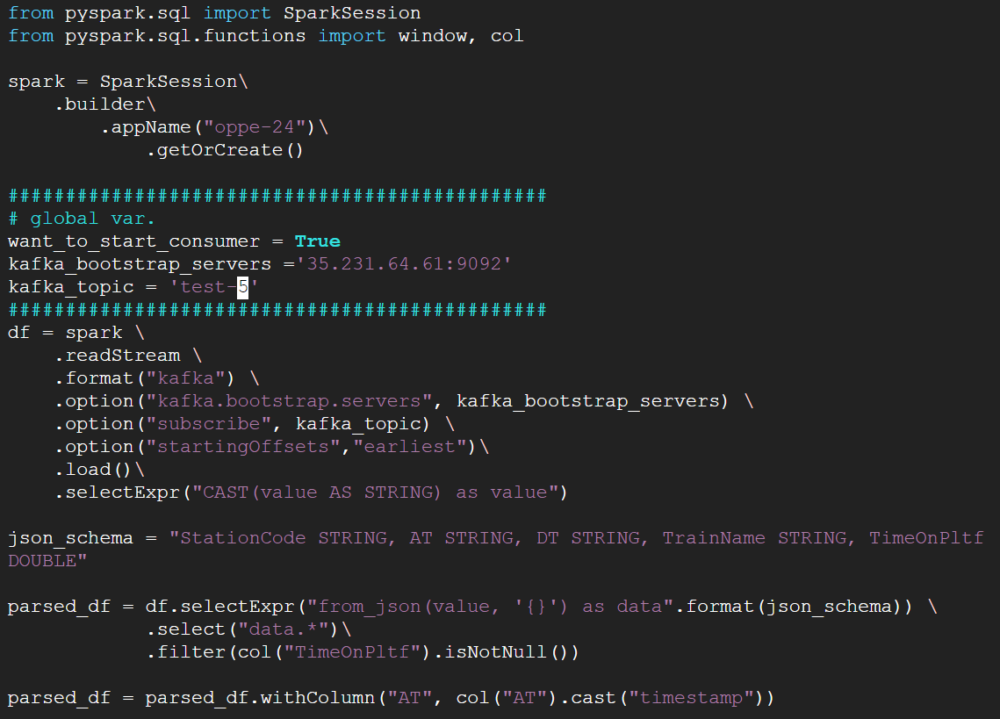 from pyspark.sql import SparkSession
from pyspark.sql.functions import window, col
spark = SparkSession\
    .builder\
        .appName("oppe-24")\
            .getOrCreate()
###############################################
# global var.
want_to_start_consumer = True
kafka_bootstrap_servers ='35.231.64.61:9092'
kafka_topic = 'test-5'
###############################################
df = spark \
    .readStream \
    .format("kafka") \
    .option("kafka.bootstrap.servers", kafka_bootstrap_servers) \
    .option("subscribe", kafka_topic) \
    .option("startingOffsets","earliest")\
    .load()\
    .selectExpr("CAST(value AS STRING) as value")
json_schema = "StationCode STRING, AT STRING, DT STRING, TrainName STRING, TimeOnPltf
DOUBLE"
parsed_df = df.selectExpr("from_json(value, '{}') as data".format(json_schema)) \
            .select("data.*")\
            .filter(col("TimeOnPltf").isNotNull())
parsed_df = parsed_df.withColumn("AT", col("AT").cast("timestamp"))